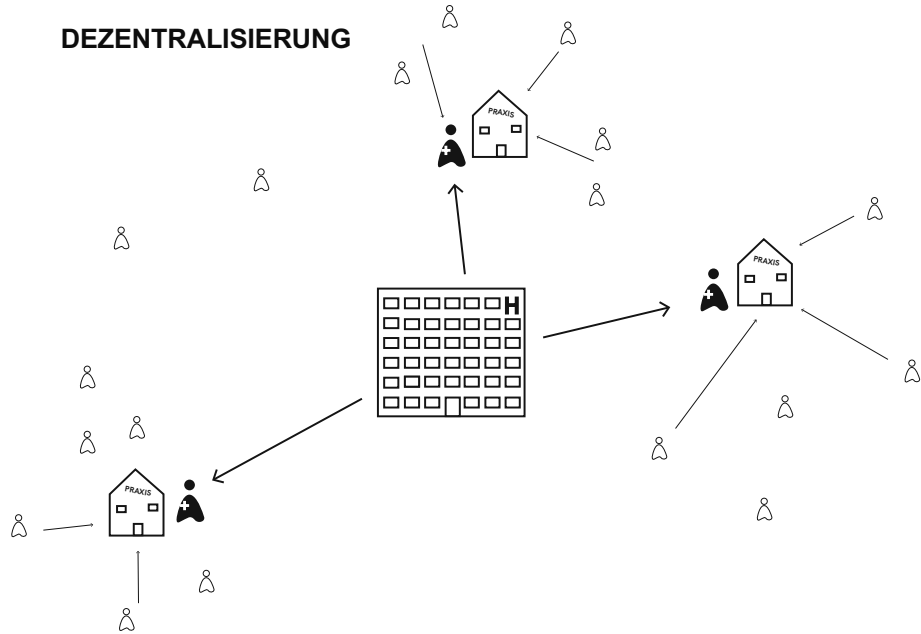 DEZENTRALISIERUNG
PRAXIS
PRAXIS
H
PRAXIS